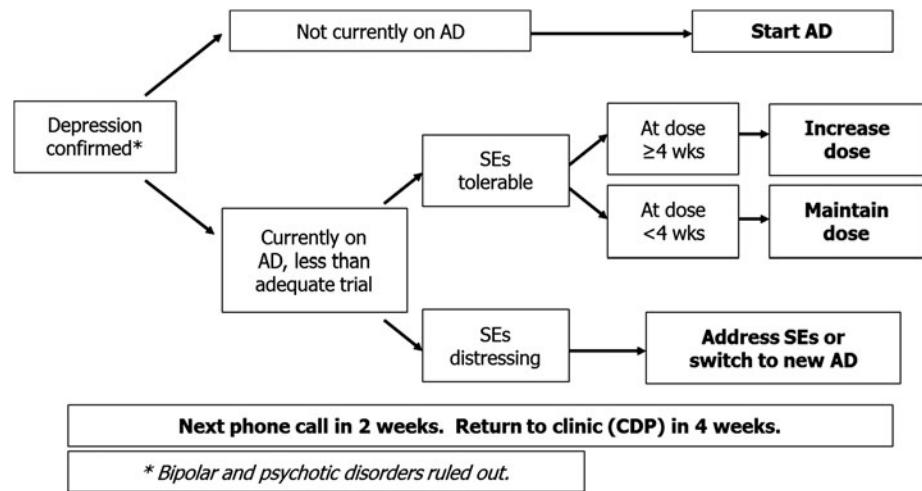 Not currently on AD
Start AD
Depression
confirmed*
SEs
tolerable
At dose
≥4 wks
Increase
dose
At dose
<4 wks
Maintain
dose
Currently on
AD, less than
adequate trial
SEs
distressing
Address SEs or
switch to new AD
Next phone call in 2 weeks. Return to clinic (CDP) in 4 weeks.
* Bipolar and psychotic disorders ruled out.